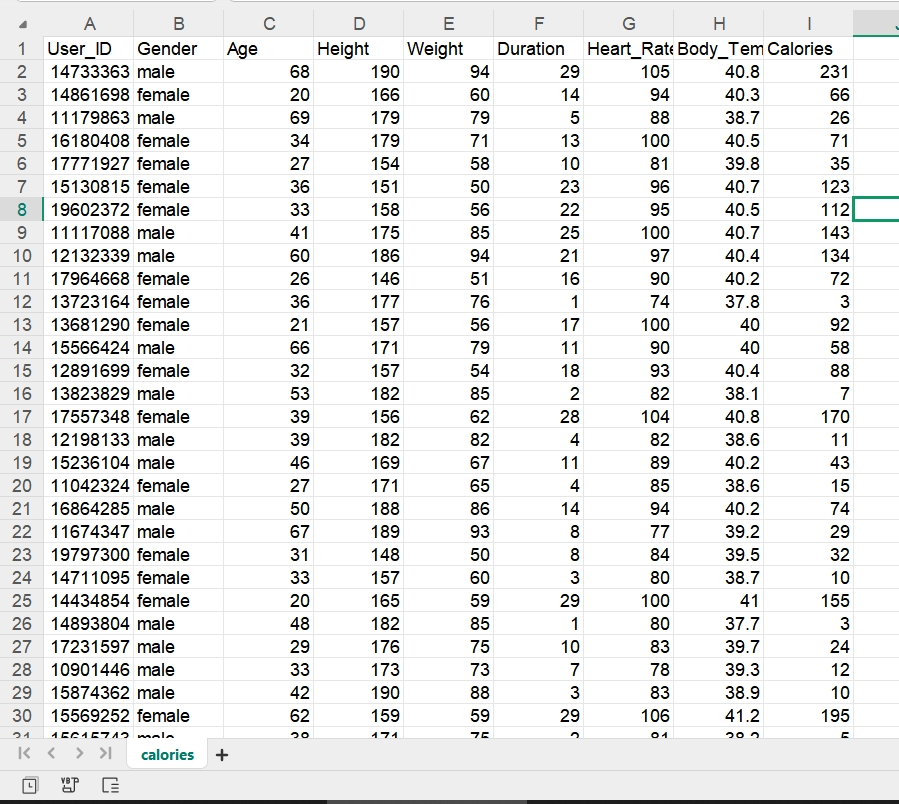 A B C D E F G H I
1 User_ID Gender Age Height Weight Duration Heart_Rate Body_Tem Calories
2 14733363 male 68 190 94 29 105 40.8 231
3 14861698 female 20 166 60 14 94 40.3 66
4 11179863 male 69 179 79 5 88 38.7 26
5 16180408 female 34 179 71 13 100 40.5 71
6 17771927 female 27 154 58 10 81 39.8 35
7 15130815 female 36 151 50 23 96 40.7 123
8 19602372 female 33 158 56 22 95 40.5 112
9 11117088 male 41 175 85 25 100 40.7 143
10 12132339 male 60 186 94 21 97 40.4 134
11 17964668 female 26 146 51 16 90 40.2 72
12 13723164 female 36 177 76 1 74 37.8 3
13 13681290 female 21 157 56 17 100 40 92
14 15566424 male 66 171 79 11 90 40 58
15 12891699 female 32 157 54 18 93 40.4 88
16 13823829 male 53 182 85 2 82 38.1 7
17 17557348 female 39 156 62 28 104 40.8 170
18 12198133 male 39 182 82 4 82 38.6 11
19 15236104 male 46 169 67 11 89 40.2 43
20 11042324 female 27 171 65 4 85 38.6 15
21 16864285 male 50 188 86 14 94 40.2 74
22 11674347 male 67 189 93 8 77 39.2 29
23 19797300 female 31 148 50 8 84 39.5 32
24 14711095 female 33 157 60 3 80 38.7 10
25 14434854 female 20 165 59 29 100 41 155
26 14893804 male 48 182 85 1 80 37.7 3
27 17231597 male 29 176 75 10 83 39.7 24
28 10901446 male 33 173 73 7 78 39.3 12
29 15874362 male 42 190 88 3 83 38.9 10
30 15569252 female 62 159 59 29 106 41.2 195
calories +